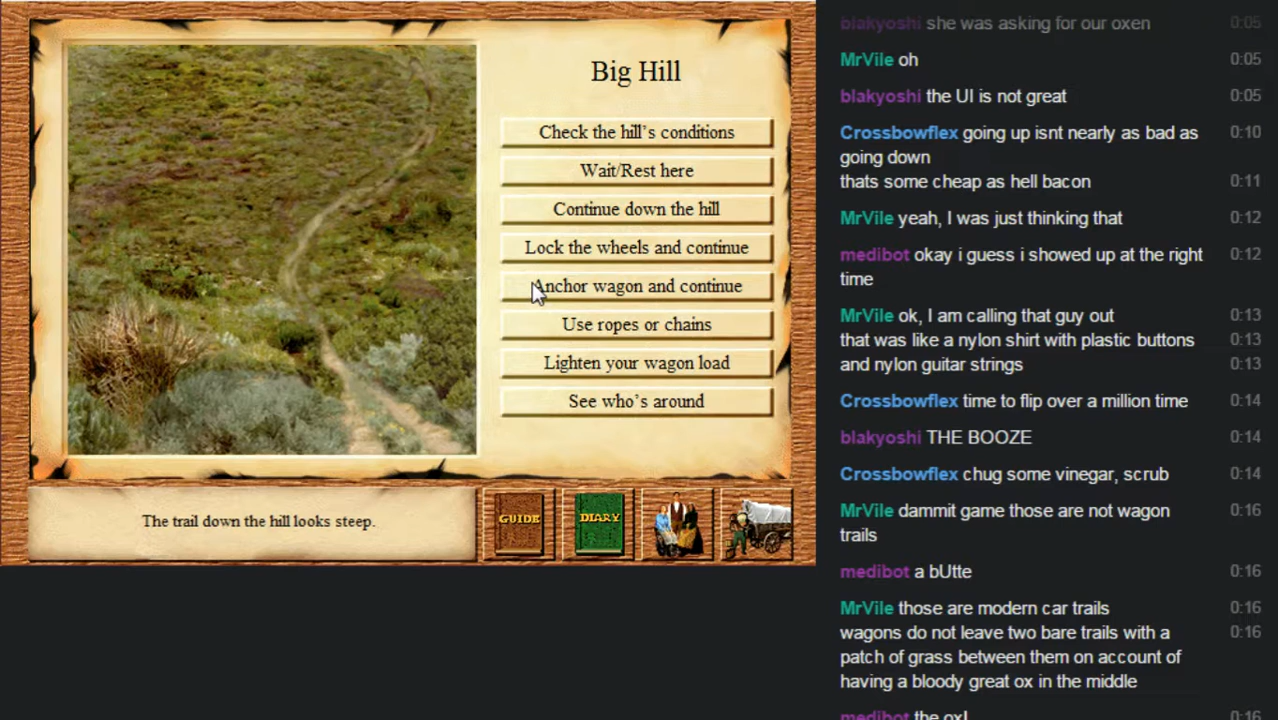 Big Hill
Check the hill's conditions
Wait/Rest here
Continue down the hill
Lock the wheels and continue
Anchor wagon and continue
Use ropes or chains
Lighten your wagon load
See who's around
The trail down the hill looks steep.
GUIDE
DIARY
blakyoshi she was asking for our oxen 0:05
MrVile oh 0:05
blakyoshi the UI is not great 0:05
Crossbowflex going up isnt nearly as bad as 0:10
going down
thats some cheap as hell bacon 0:11
MrVile yeah, I was just thinking that 0:12
medibot okay i guess i showed up at the right 0:12
time
MrVile ok, I am calling that guy out 0:13
that was like a nylon shirt with plastic buttons 0:13
and nylon guitar strings 0:13
Crossbowflex time to flip over a million time 0:14
blakyoshi THE BOOZE 0:14
Crossbowflex chug some vinegar, scrub 0:14
MrVile dammit game those are not wagon 0:16
trails
medibot a bUtte 0:16
MrVile those are modern car trails 0:16
wagons do not leave two bare trails with a 0:16
patch of grass between them on account of
having a bloody great ox in the middle
medibot the ox! 0:16